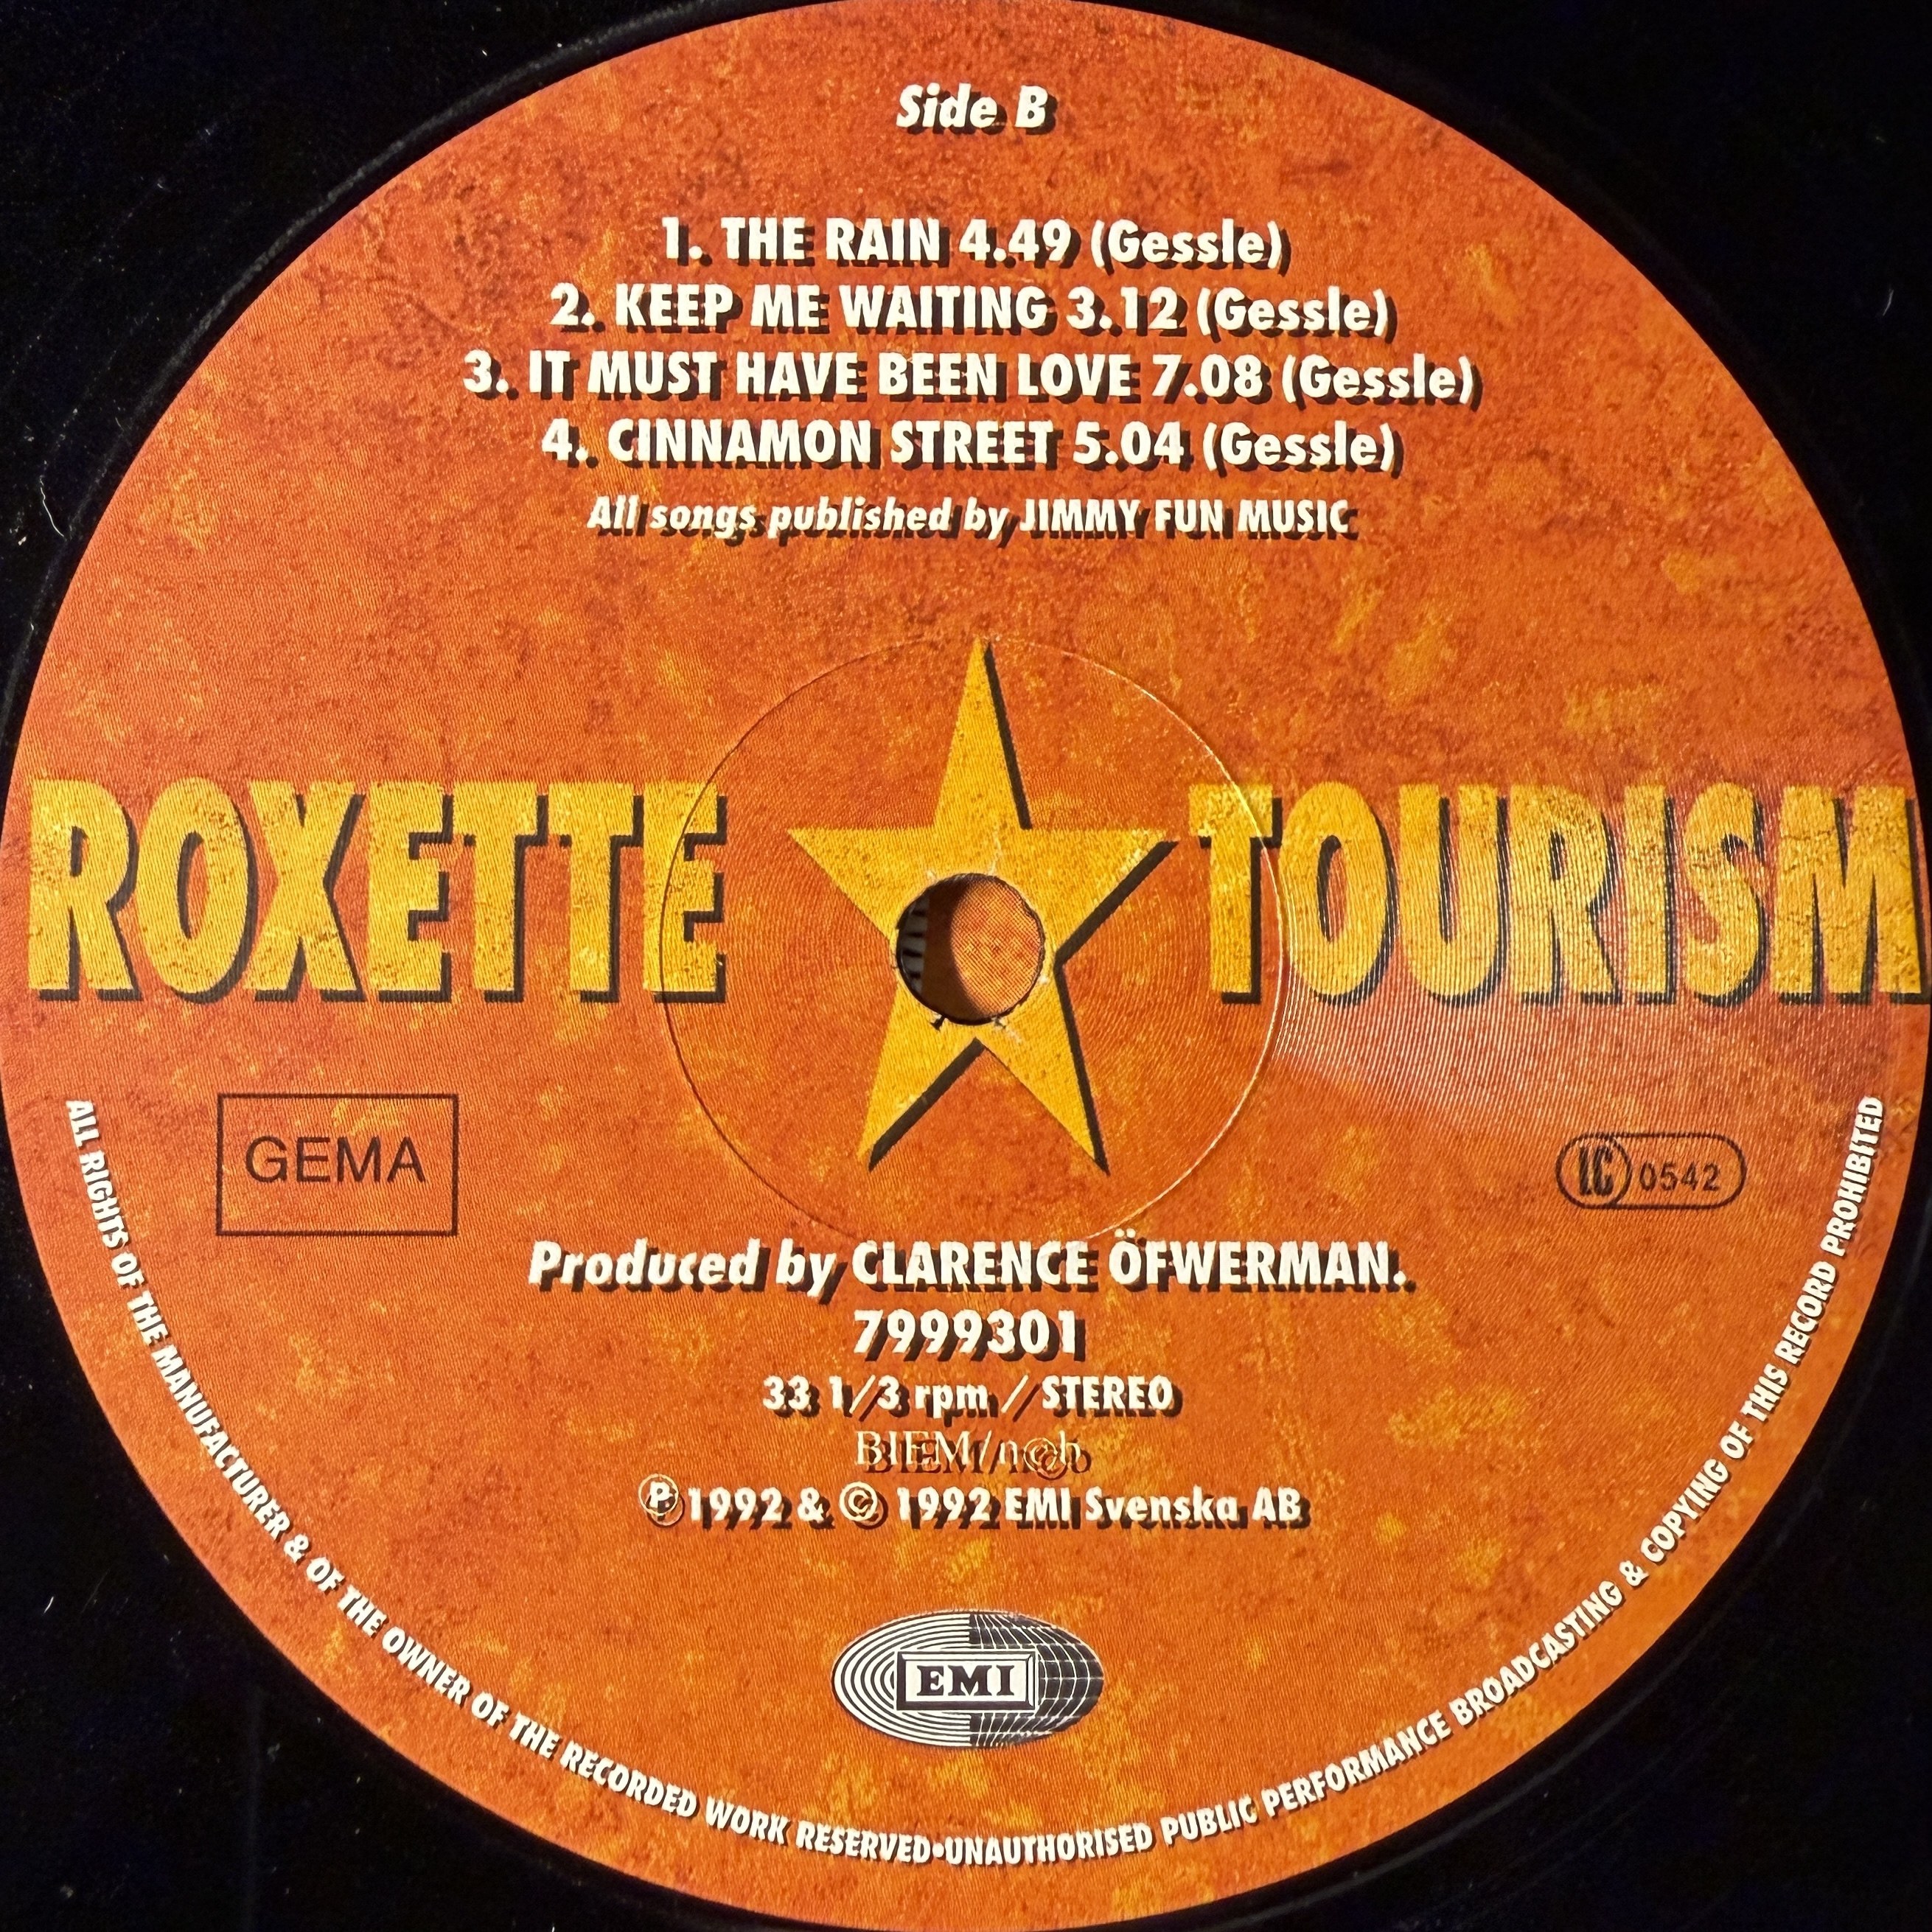 Side B
1. THE RAIN 4.49 (Gessle)
2. KEEP ME WAITING 3.12 (Gessle)
3. IT MUST HAVE BEEN LOVE 7.08 (Gessle)
4. CINNAMON STREET 5.04 (Gessle)
All songs published by JIMMY FUN MUSIC
ROXETTE TOURISM
GEMA
LC 0542
Produced by CLARENCE ÖFWERMAN.
7999301
33 1/3 rpm / STEREO
BIEM/n©b
℗ 1992 & © 1992 EMI Svenska AB
EMI
ALL RIGHTS OF THE MANUFACTURER & OF THE OWNER OF THE RECORDED WORK RESERVED•UNAUTHORISED PUBLIC PERFORMANCE BROADCASTING & COPYING OF THIS RECORD PROHIBITED